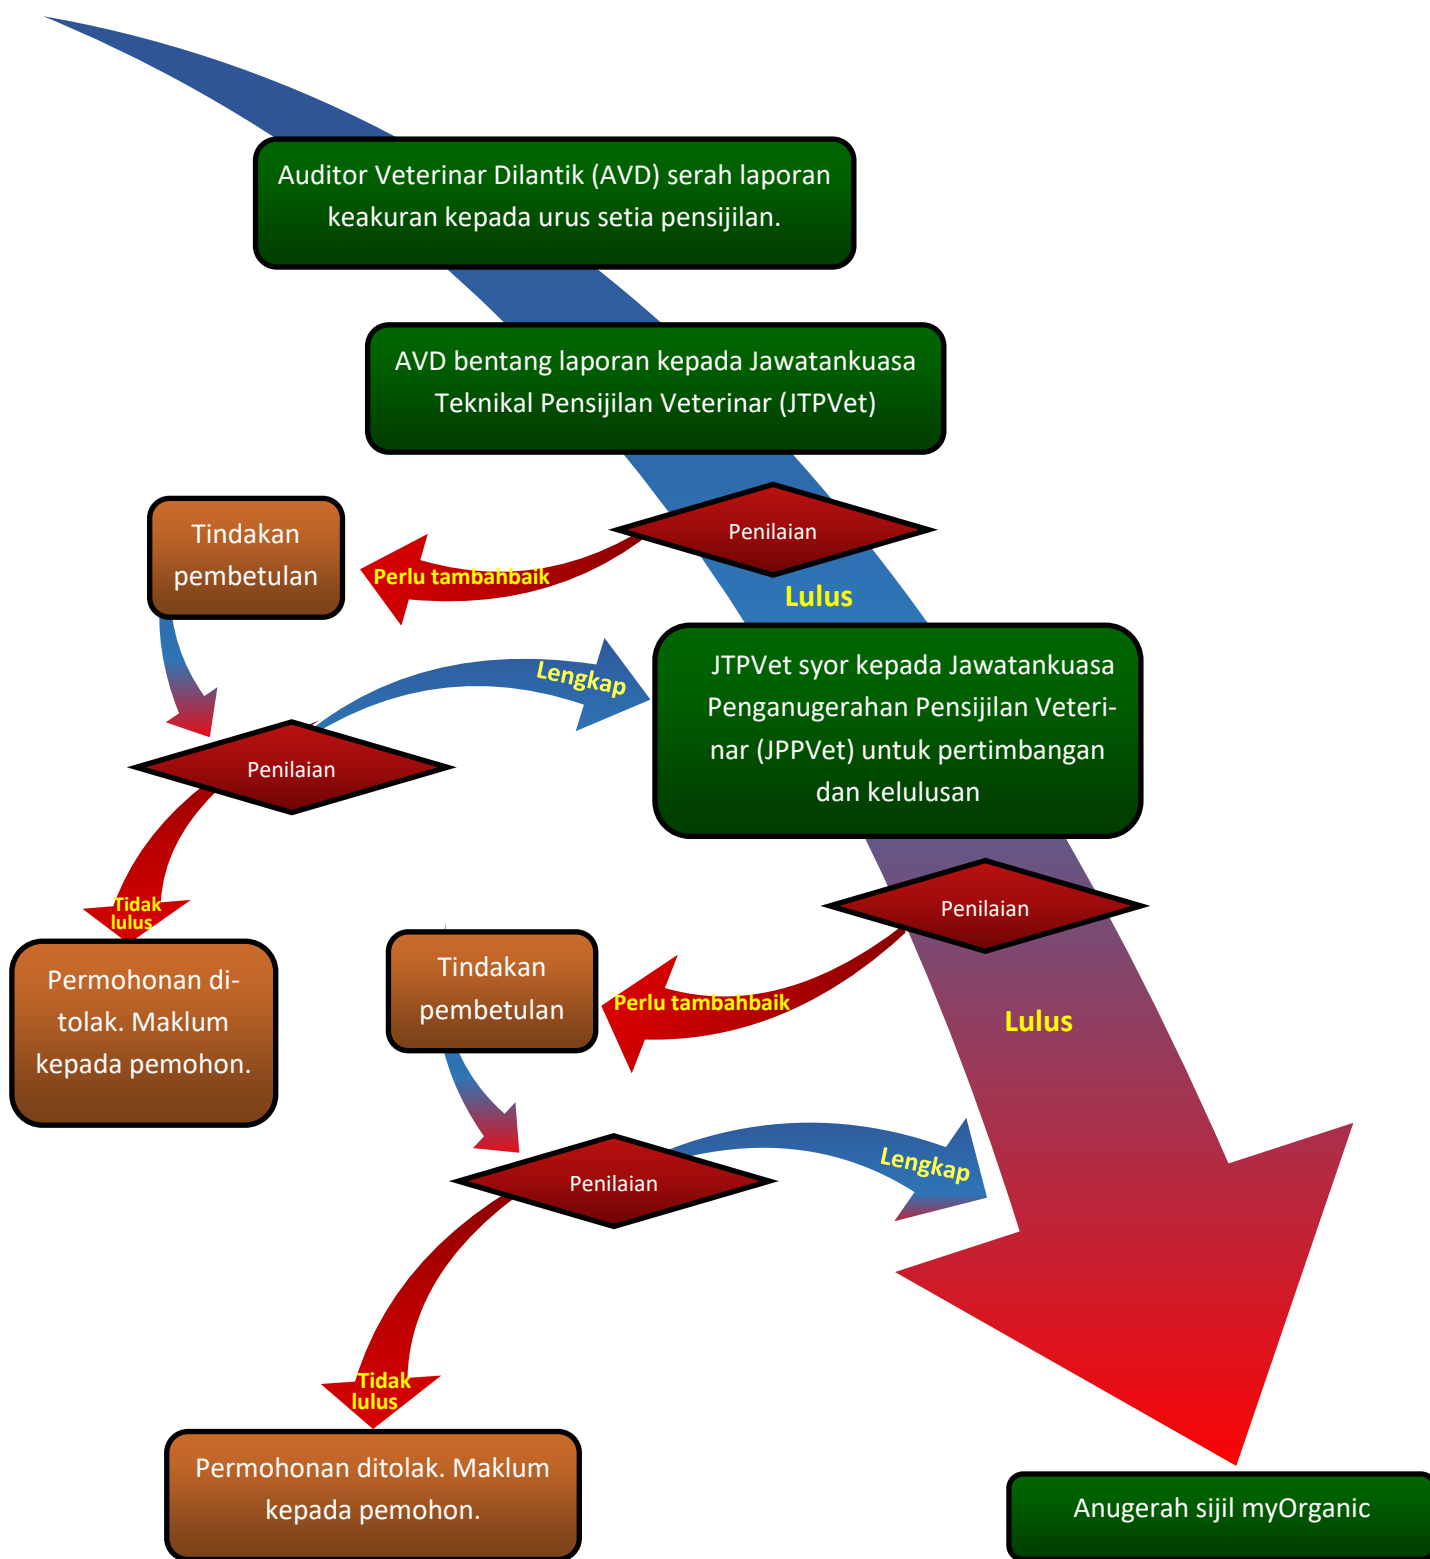 Auditor Veterinar Dilantik (AVD) serah laporan
keakuran kepada urus setia pensijilan.
AVD bentang laporan kepada Jawatankuasa
Teknikal Pensijilan Veterinar (JTPVet)
Penilaian
Tindakan
pembetulan
Perlu tambahbaik
Lulus
JTPVet syor kepada Jawatankuasa
Penganugerahan Pensijilan Veteri-
nar (JPPVet) untuk pertimbangan
dan kelulusan
Lengkap
Penilaian
Tidak
lulus
Permohonan di-
tolak. Maklum
kepada pemohon.
Penilaian
Tindakan
pembetulan
Perlu tambahbaik
Lulus
Lengkap
Penilaian
Tidak
lulus
Permohonan ditolak. Maklum
kepada pemohon.
Anugerah sijil myOrganic